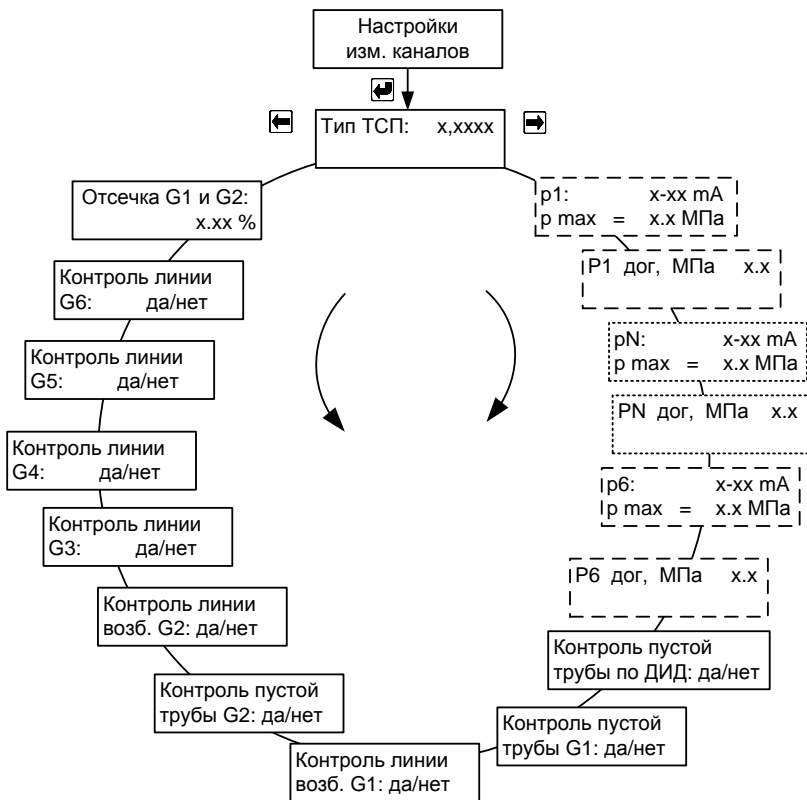 Настройки
изм. каналов
Тип ТСП: x,xxxx
p1: x-xx mA
p max = x.x МПа
P1 дог, МПа x.x
pN: x-xx mA
p max = x.x МПа
PN дог, МПа x.x
p6: x-xx mA
p max = x.x МПа
P6 дог, МПа x.x
Контроль пустой
трубы по ДИД: да/нет
Контроль пустой
трубы G1: да/нет
Контроль линии
возб. G1: да/нет
Контроль пустой
трубы G2: да/нет
Контроль линии
возб. G2: да/нет
Контроль линии
G3: да/нет
Контроль линии
G4: да/нет
Контроль линии
G5: да/нет
Контроль линии
G6: да/нет
Отсечка G1 и G2:
x.xx %